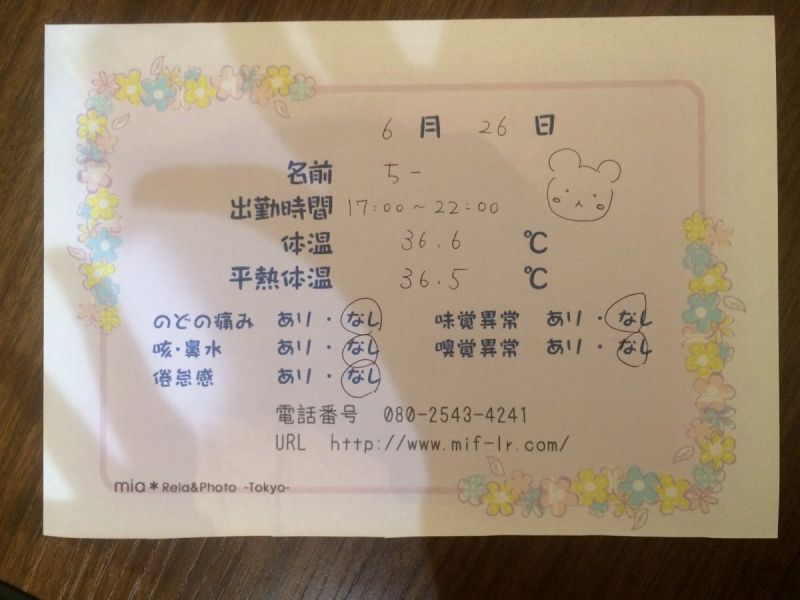 6 月 26 日
名前 ちー
出勤時間 17:00～22:00
体温 36.6 ℃
平熱体温 36.5 ℃
のどの痛み あり・なし 味覚異常 あり・なし
咳・鼻水 あり・なし 嗅覚異常 あり・なし
倦怠感 あり・なし
電話番号 080-2543-4241
URL http://www.mif-lr.com/
mia＊Rela&Photo -Tokyo-